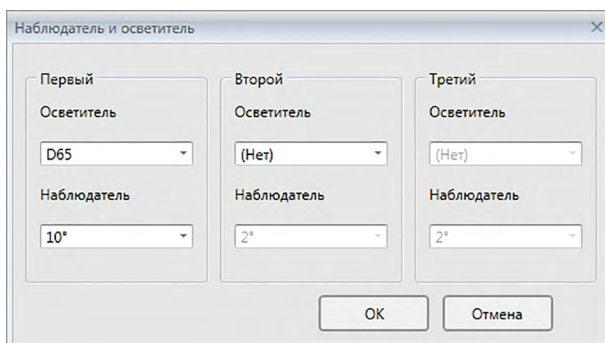 Наблюдатель и осветитель
Первый Второй Третий
Осветитель Осветитель Осветитель
D65 (Нет) (Нет)
Наблюдатель Наблюдатель Наблюдатель
10° 2° 2°
OK Отмена